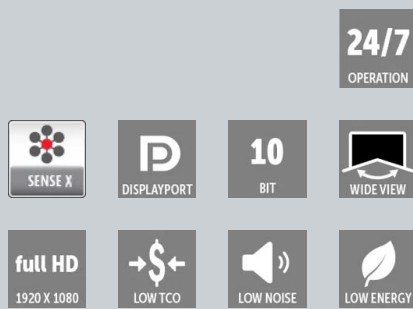 24/7
OPERATION
SENSE X
DISPLAYPORT
10
BIT
WIDE VIEW
full HD
1920 X 1080
LOW TCO
LOW NOISE
LOW ENERGY